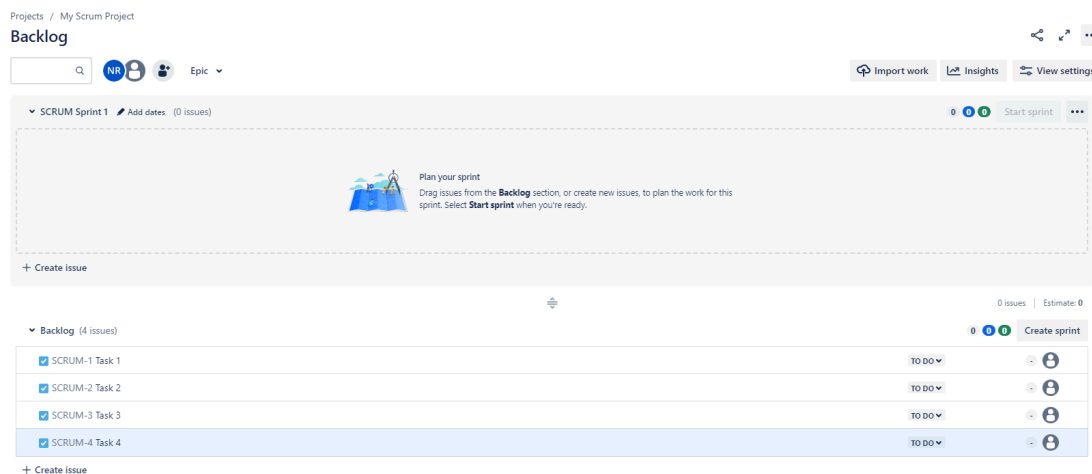 Projects / My Scrum Project
Backlog
NR Epic
Import work Insights View settings
SCRUM Sprint 1 Add dates (0 issues) 0 0 0 Start sprint
Plan your sprint
Drag issues from the Backlog section, or create new issues, to plan the work for this
sprint. Select Start sprint when you're ready.
+ Create issue
0 issues Estimate: 0
Backlog (4 issues) 0 0 0 Create sprint
SCRUM-1 Task 1 TO DO -
SCRUM-2 Task 2 TO DO -
SCRUM-3 Task 3 TO DO -
SCRUM-4 Task 4 TO DO -
+ Create issue